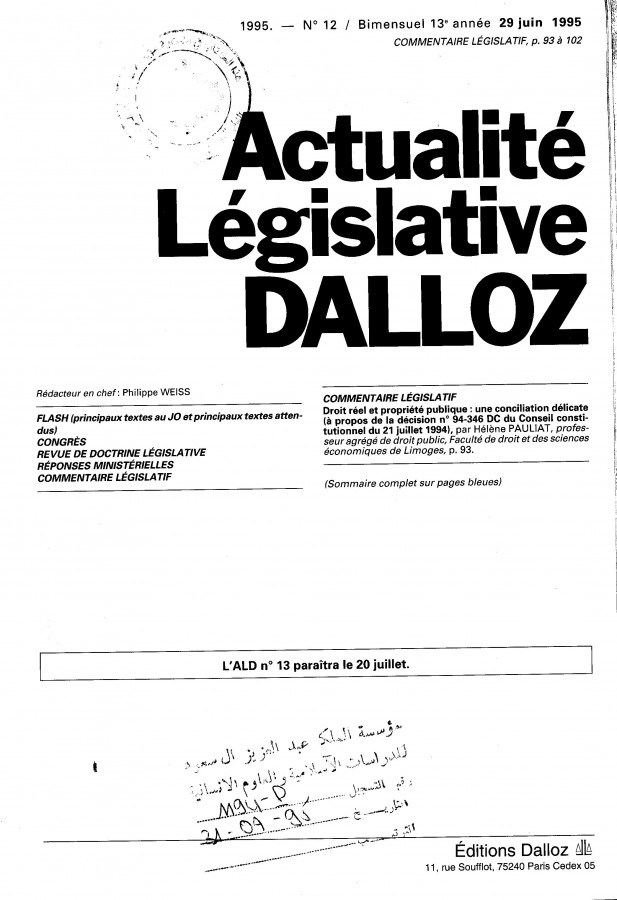 1995. — N° 12 / Bimensuel 13e année 29 juin 1995
COMMENTAIRE LÉGISLATIF, p. 93 à 102
Actualité
Législative
DALLOZ
Rédacteur en chef : Philippe WEISS
FLASH (principaux textes au JO et principaux textes atten-
dus)
CONGRÈS
REVUE DE DOCTRINE LÉGISLATIVE
RÉPONSES MINISTÉRIELLES
COMMENTAIRE LÉGISLATIF
COMMENTAIRE LÉGISLATIF
Droit réel et propriété publique : une conciliation délicate
(à propos de la décision n° 94-346 DC du Conseil consti-
tutionnel du 21 juillet 1994), par Hélène PAULIAT, profes-
seur agrégé de droit public, Faculté de droit et des sciences
économiques de Limoges, p. 93.
(Sommaire complet sur pages bleues)
L'ALD n° 13 paraîtra le 20 juillet.
مؤسسة الملك عبد العزيز آل سعود
للدراسات الإسلامية والعلوم الإنسانية
رقم التسجيل
التاريخ
Éditions Dalloz
11, rue Soufflot, 75240 Paris Cedex 05